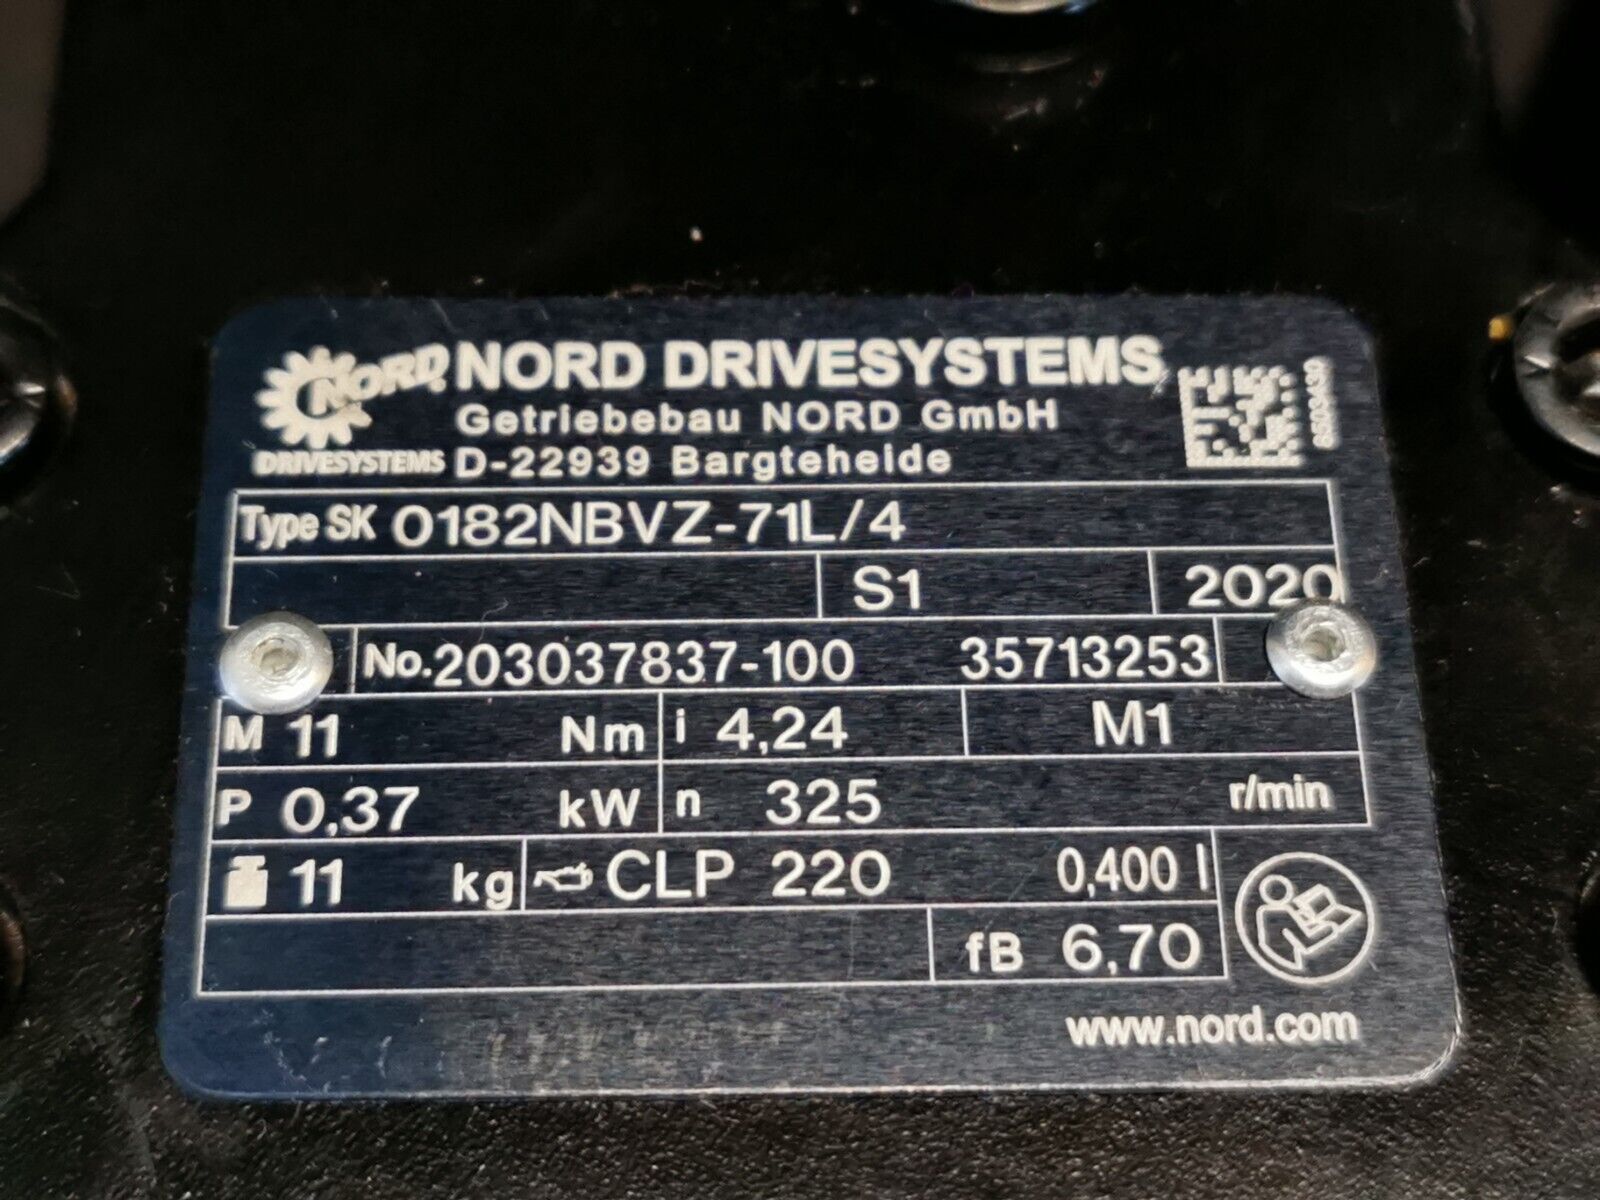 NORD. NORD DRIVESYSTEMS
Getriebebau NORD GmbH
DRIVESYSTEMS D-22939 Bargteheide
Type SK 0182NBVZ-71L/4
S1 2020
No. 203037837-100 35713253
M 11 Nm i 4,24 M1
P 0,37 kW n 325 r/min
11 kg CLP 220 0,400 l
fB 6,70
www.nord.com